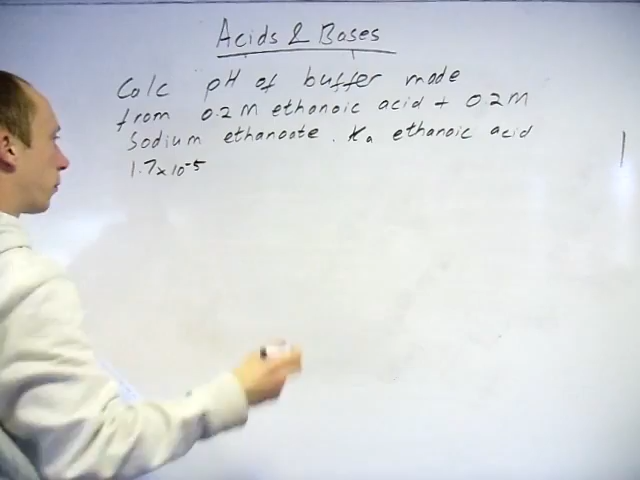 Acids & Bases
Calc pH of buffer made
from 0.2M ethanoic acid + 0.2M
Sodium ethanoate. Ka ethanoic acid
1.7x10-5